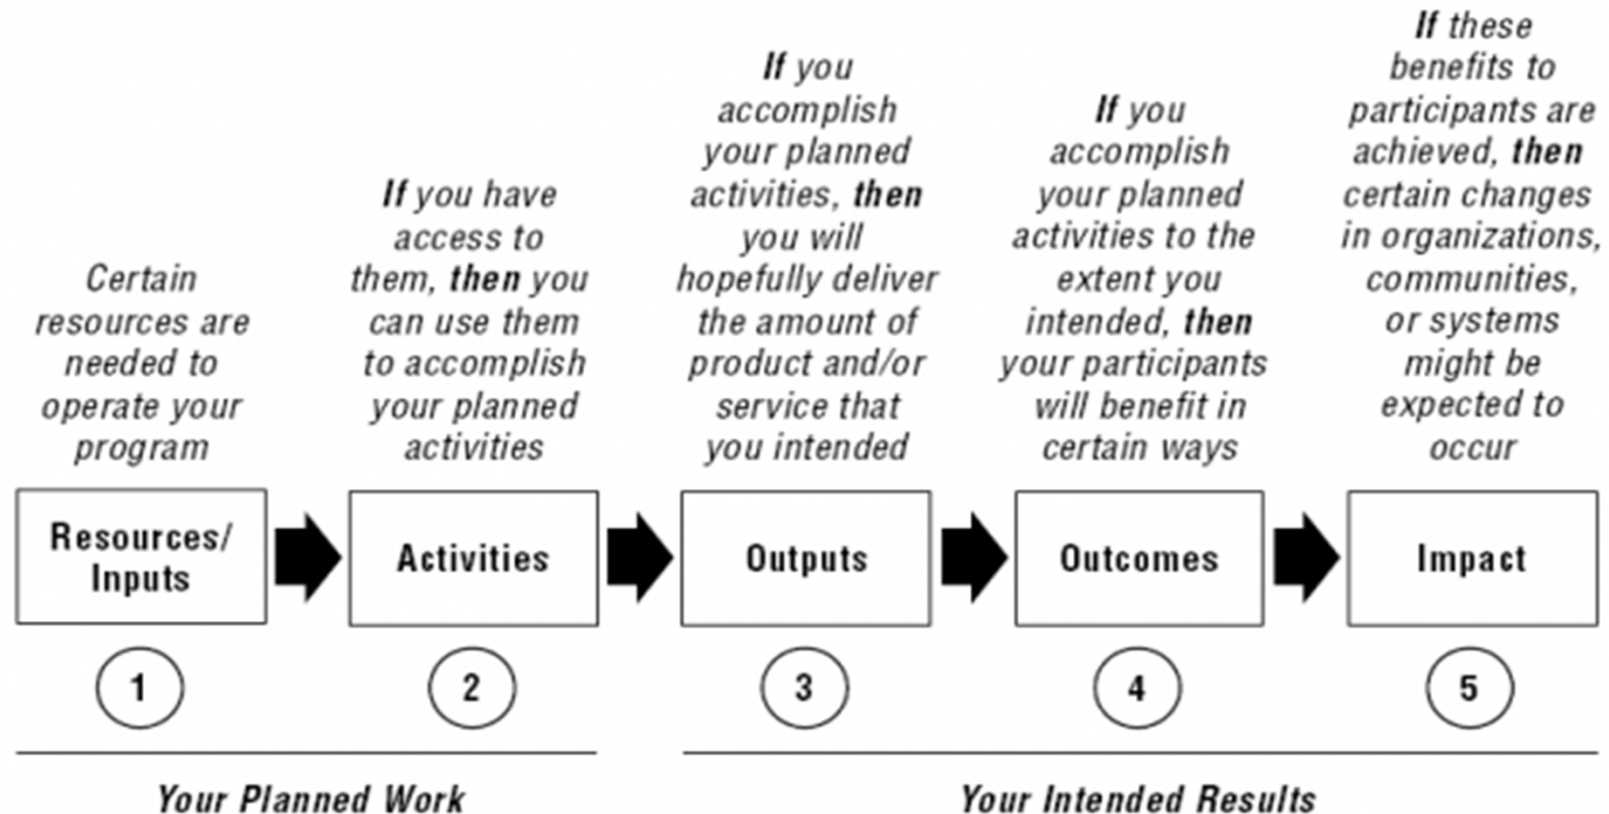 Certain
resources are
needed to
operate your
program
If you have
access to
them, then you
can use them
to accomplish
your planned
activities
If you
accomplish
your planned
activities, then
you will
hopefully deliver
the amount of
product and/or
service that
you intended
If you
accomplish
your planned
activities to the
extent you
intended, then
your participants
will benefit in
certain ways
If these
benefits to
participants are
achieved, then
certain changes
in organizations,
communities,
or systems
might be
expected to
occur
Resources/
Inputs
Activities
Outputs
Outcomes
Impact
1
2
3
4
5
Your Planned Work
Your Intended Results